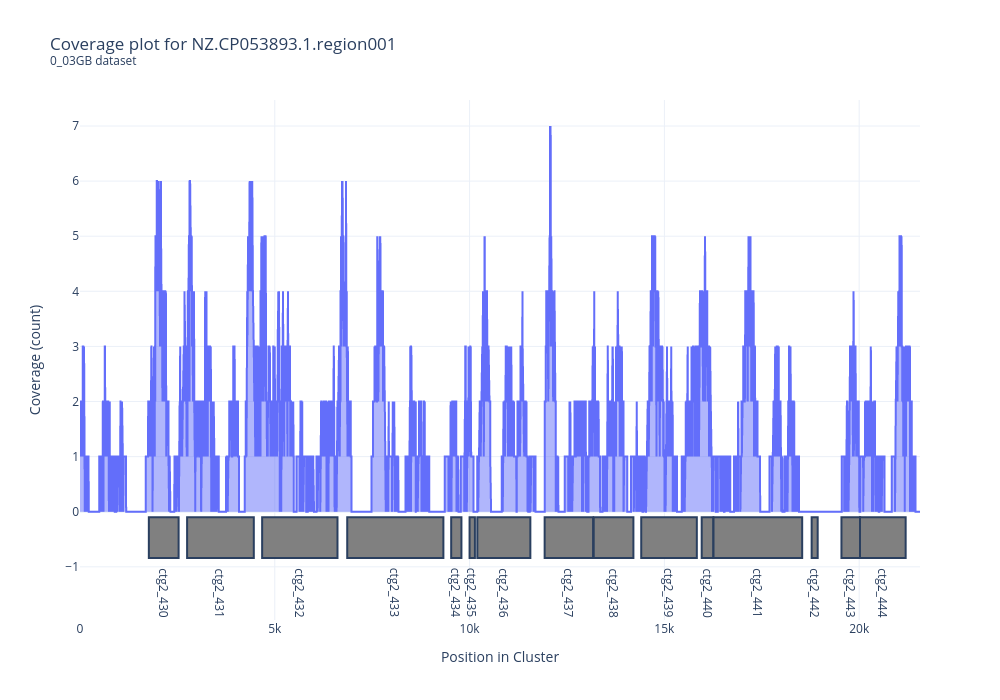 Coverage plot for NZ.CP053893.1.region001
0_03GB dataset
7
6
5
4
3
2
1
0
−1
Coverage (count)
ctg2_430
ctg2_431
ctg2_432
ctg2_433
ctg2_434
ctg2_435
ctg2_436
ctg2_437
ctg2_438
ctg2_439
ctg2_440
ctg2_441
ctg2_442
ctg2_443
ctg2_444
0
5k
10k
15k
20k
Position in Cluster